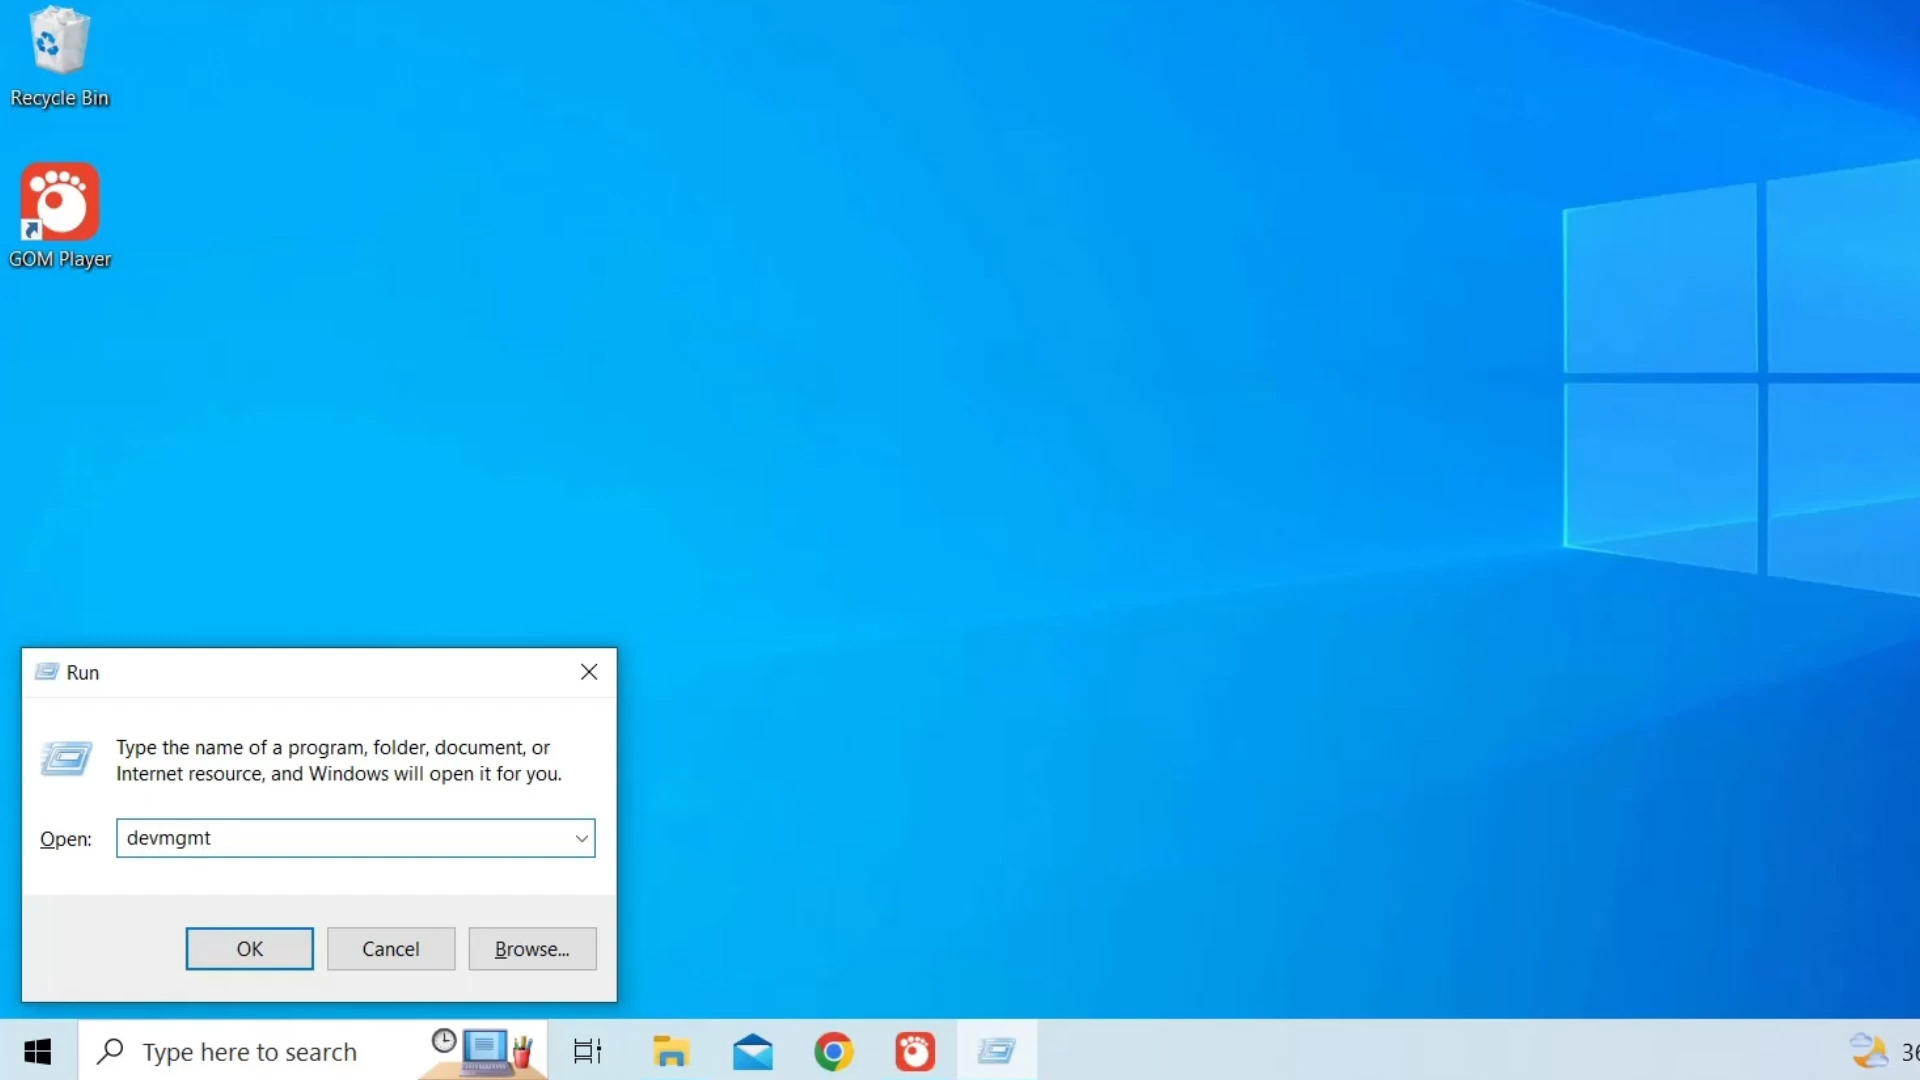 Recycle Bin
GOM Player
Run
Type the name of a program, folder, document, or
Internet resource, and Windows will open it for you.
Open:
devmgmt
OK
Cancel
Browse...
Type here to search
36